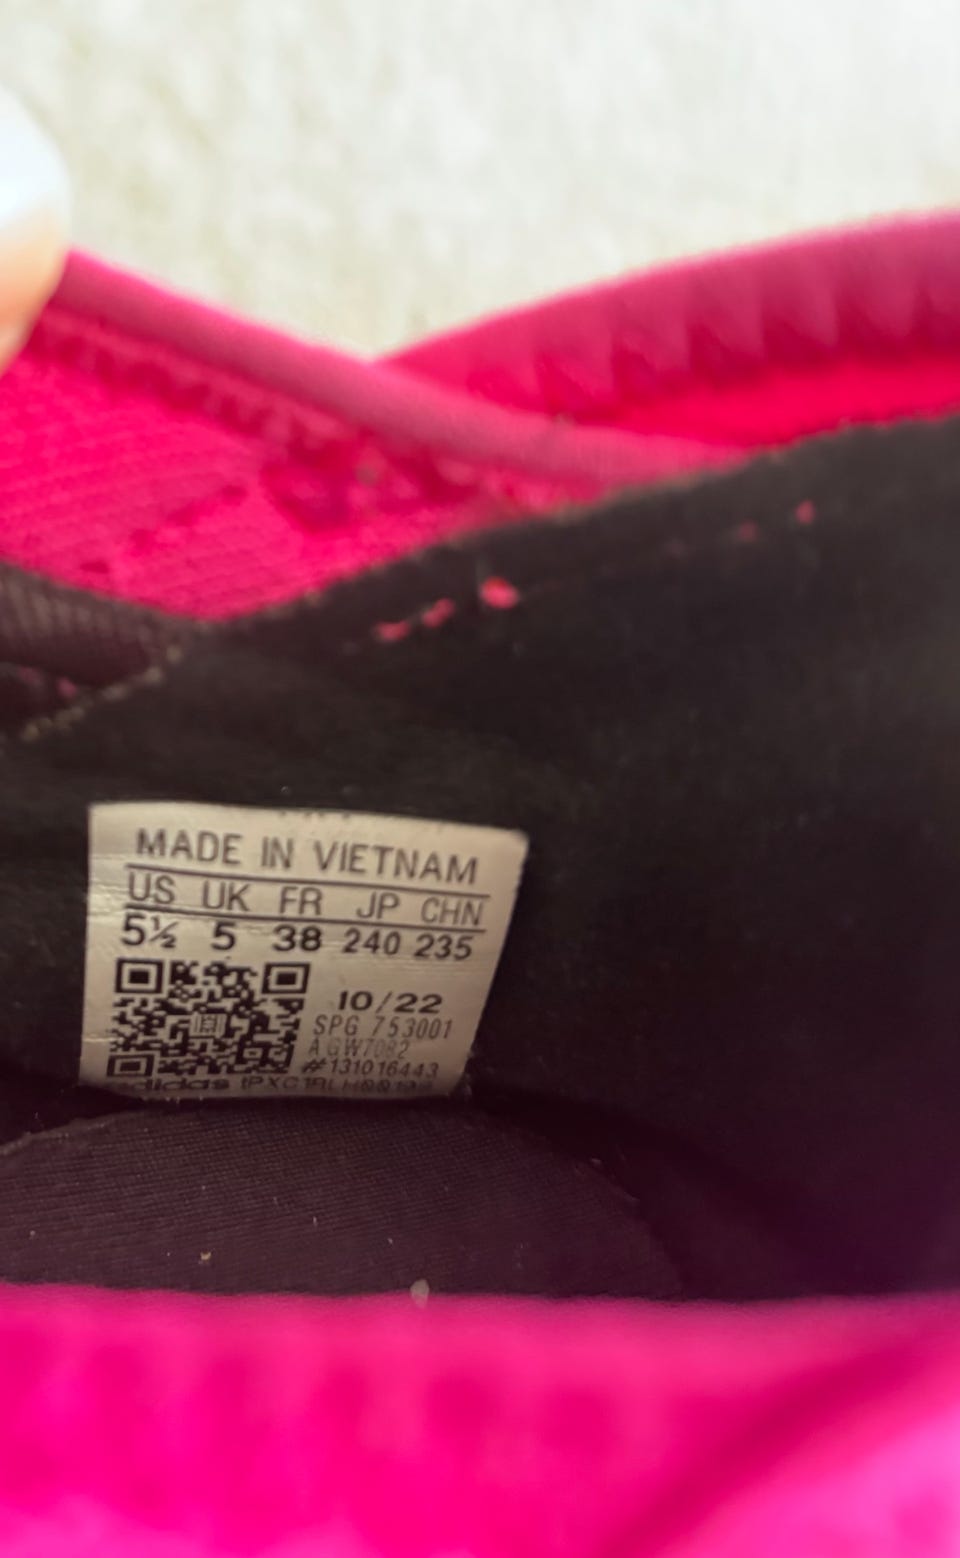 MADE IN VIETNAM
US UK FR JP CHN
5½ 5 38 240 235
10/22
SPG 753001
A GW7082
#131016443
adidas